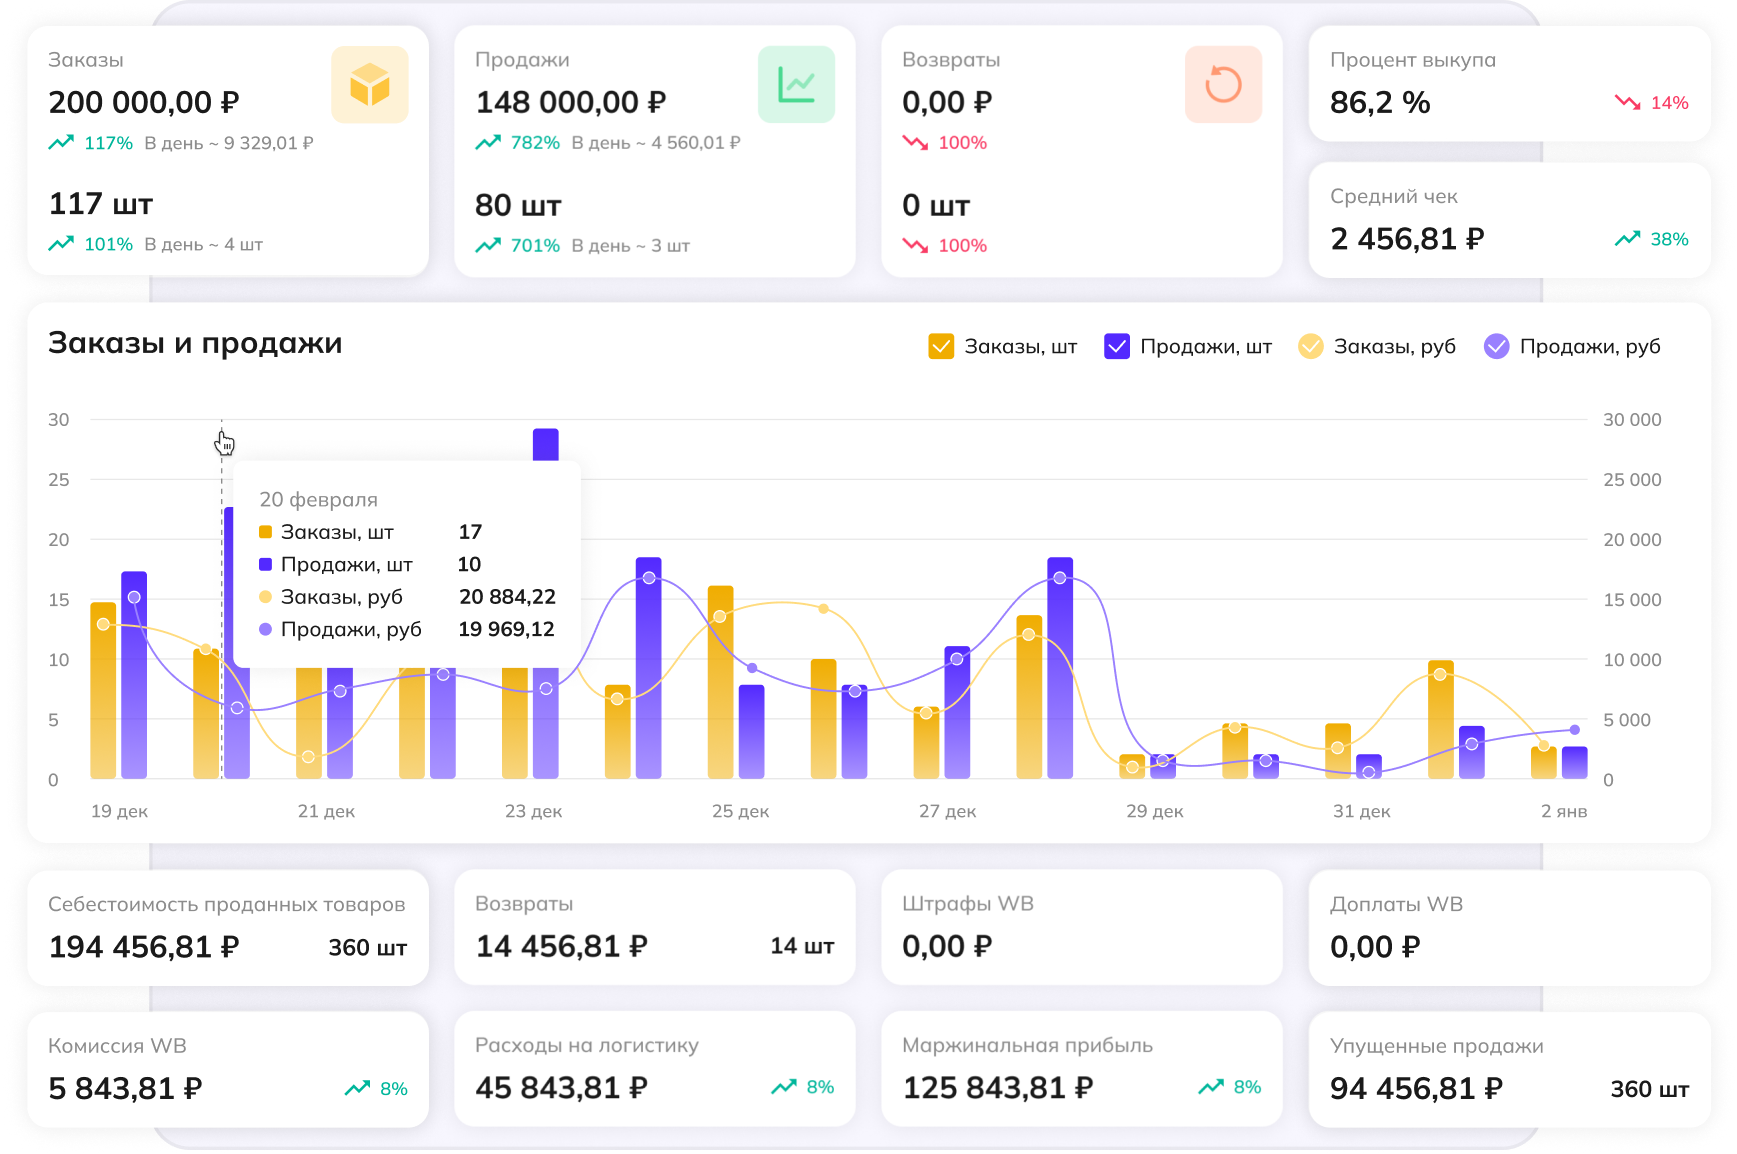 Заказы
200 000,00 ₽
117% В день ~ 9 329,01 ₽
117 шт
101% В день ~ 4 шт
Продажи
148 000,00 ₽
782% В день ~ 4 560,01 ₽
80 шт
701% В день ~ 3 шт
Возвраты
0,00 ₽
100%
0 шт
100%
Процент выкупа
86,2 % 14%
Средний чек
2 456,81 ₽ 38%
Заказы и продажи
Заказы, шт Продажи, шт Заказы, руб Продажи, руб
30 30 000
25 25 000
20 20 000
15 15 000
10 10 000
5 5 000
0 0
20 февраля
Заказы, шт 17
Продажи, шт 10
Заказы, руб 20 884,22
Продажи, руб 19 969,12
19 дек 21 дек 23 дек 25 дек 27 дек 29 дек 31 дек 2 янв
Себестоимость проданных товаров
194 456,81 ₽ 360 шт
Возвраты
14 456,81 ₽ 14 шт
Штрафы WB
0,00 ₽
Доплаты WB
0,00 ₽
Комиссия WB
5 843,81 ₽ 8%
Расходы на логистику
45 843,81 ₽ 8%
Маржинальная прибыль
125 843,81 ₽ 8%
Упущенные продажи
94 456,81 ₽ 360 шт